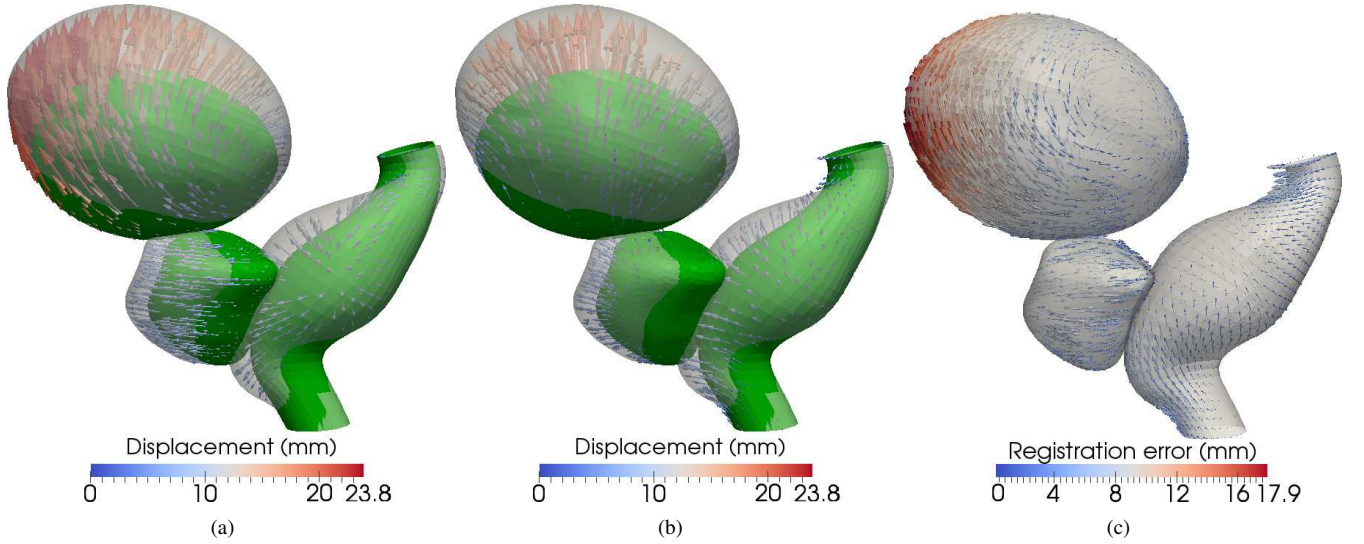 Displacement (mm)
0 10 20 23.8
(a)
Displacement (mm)
0 10 20 23.8
(b)
Registration error (mm)
0 4 8 12 16 17.9
(c)